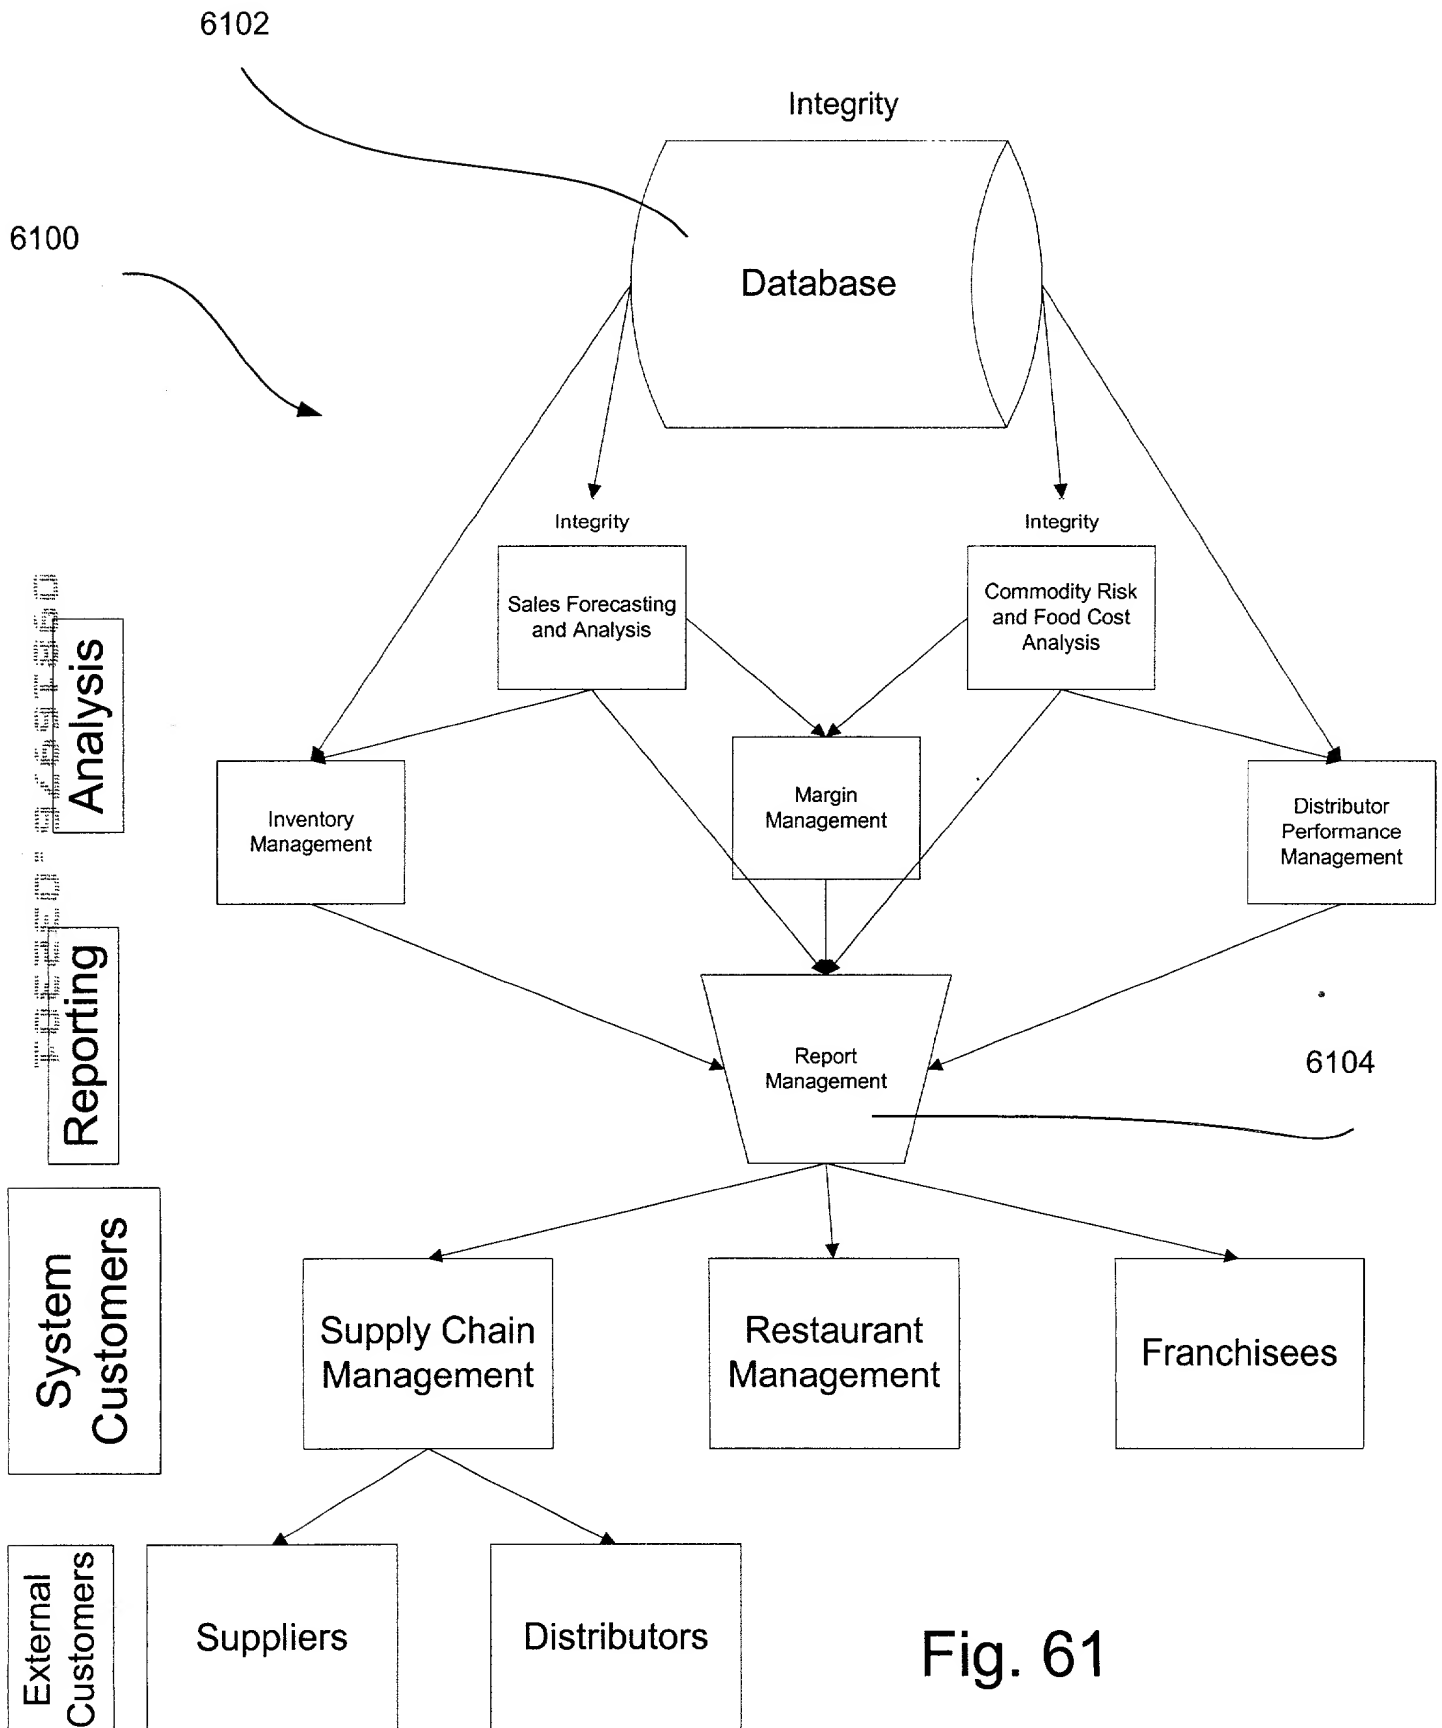 6102
Integrity
6100
Database
Integrity
Integrity
Sales Forecasting
and Analysis
Commodity Risk
and Food Cost
Analysis
Analysis
Inventory
Management
Margin
Management
Distributor
Performance
Management
Reporting
Report
Management
6104
System
Customers
Supply Chain
Management
Restaurant
Management
Franchisees
External
Customers
Suppliers
Distributors
Fig. 61